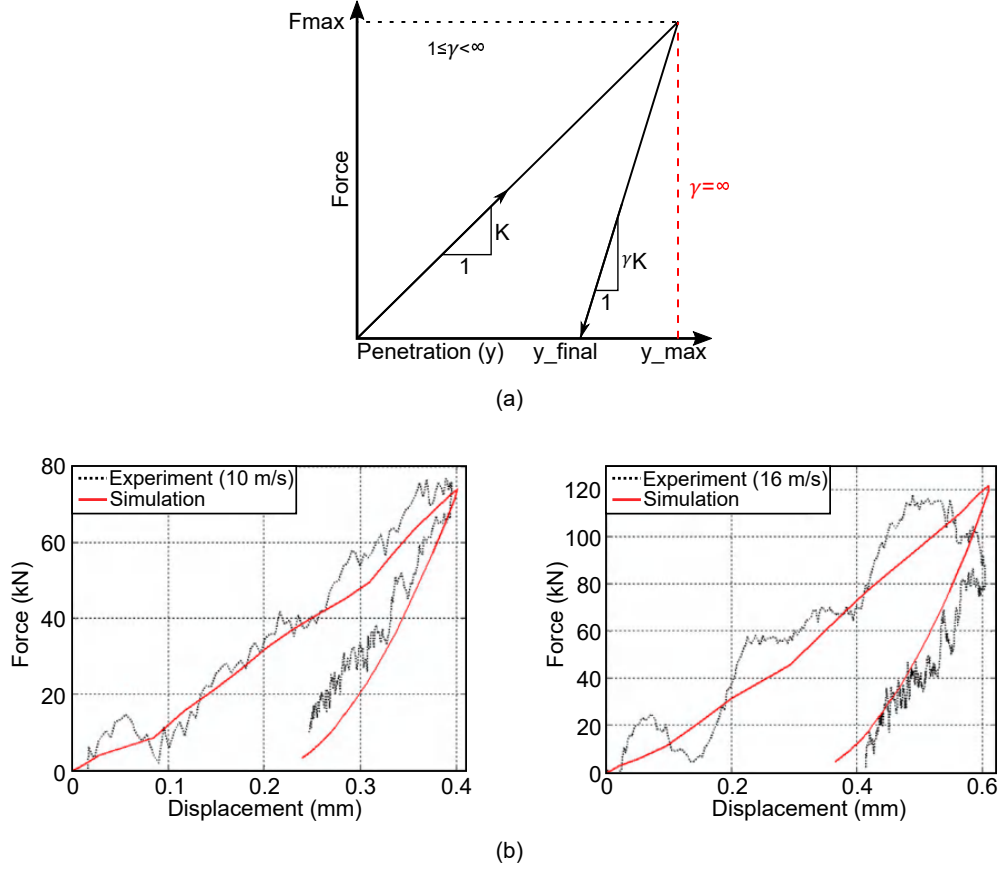 Fmax
1≤γ<∞
Force
K
1
γ=∞
γK
1
Penetration (y)
y_final
y_max
(a)
80
60
40
20
0
Force (kN)
Experiment (10 m/s)
Simulation
0
0.1
0.2
0.3
0.4
Displacement (mm)
120
100
80
60
40
20
0
Force (kN)
Experiment (16 m/s)
Simulation
0
0.2
0.4
0.6
Displacement (mm)
(b)